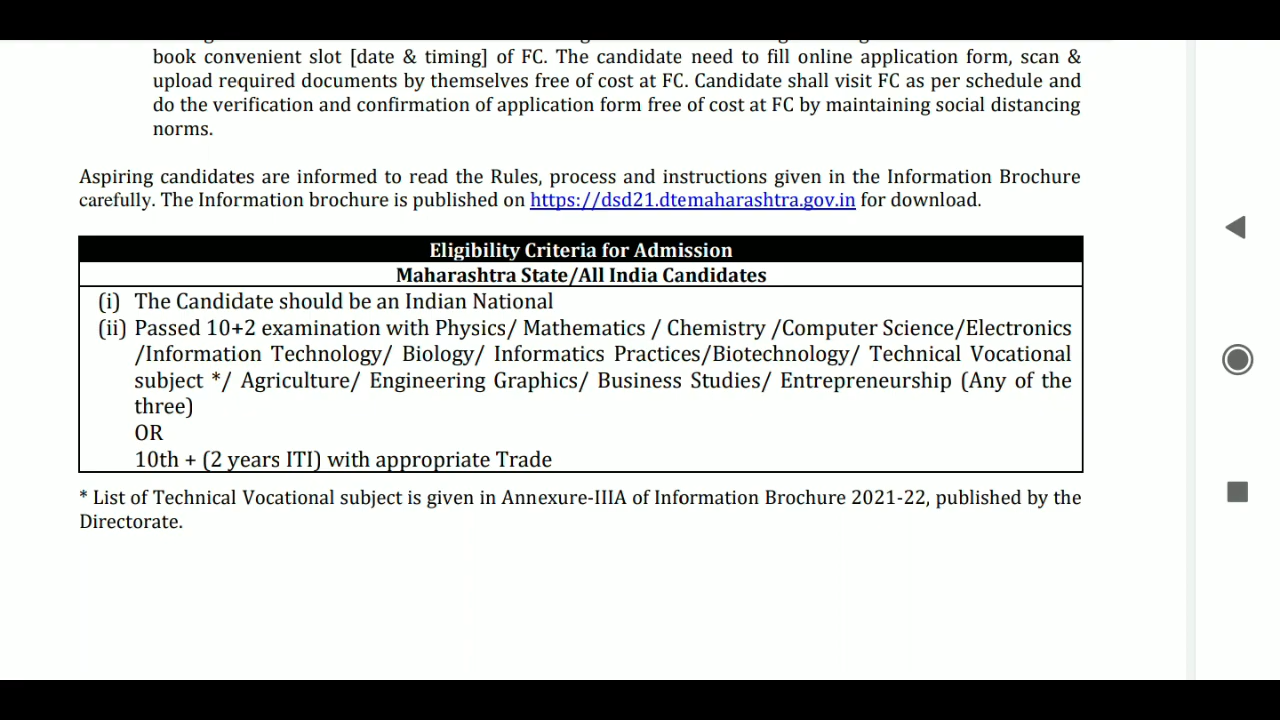 book convenient slot [date & timing] of FC. The candidate need to fill online application form, scan &
upload required documents by themselves free of cost at FC. Candidate shall visit FC as per schedule and
do the verification and confirmation of application form free of cost at FC by maintaining social distancing
norms.
Aspiring candidates are informed to read the Rules, process and instructions given in the Information Brochure
carefully. The Information brochure is published on https://dsd21.dtemaharashtra.gov.in for download.
Eligibility Criteria for Admission
Maharashtra State/All India Candidates
(i) The Candidate should be an Indian National
(ii) Passed 10+2 examination with Physics/ Mathematics / Chemistry /Computer Science/Electronics
/Information Technology/ Biology/ Informatics Practices/Biotechnology/ Technical Vocational
subject */ Agriculture/ Engineering Graphics/ Business Studies/ Entrepreneurship (Any of the
three)
OR
10th + (2 years ITI) with appropriate Trade
* List of Technical Vocational subject is given in Annexure-IIIA of Information Brochure 2021-22, published by the
Directorate.